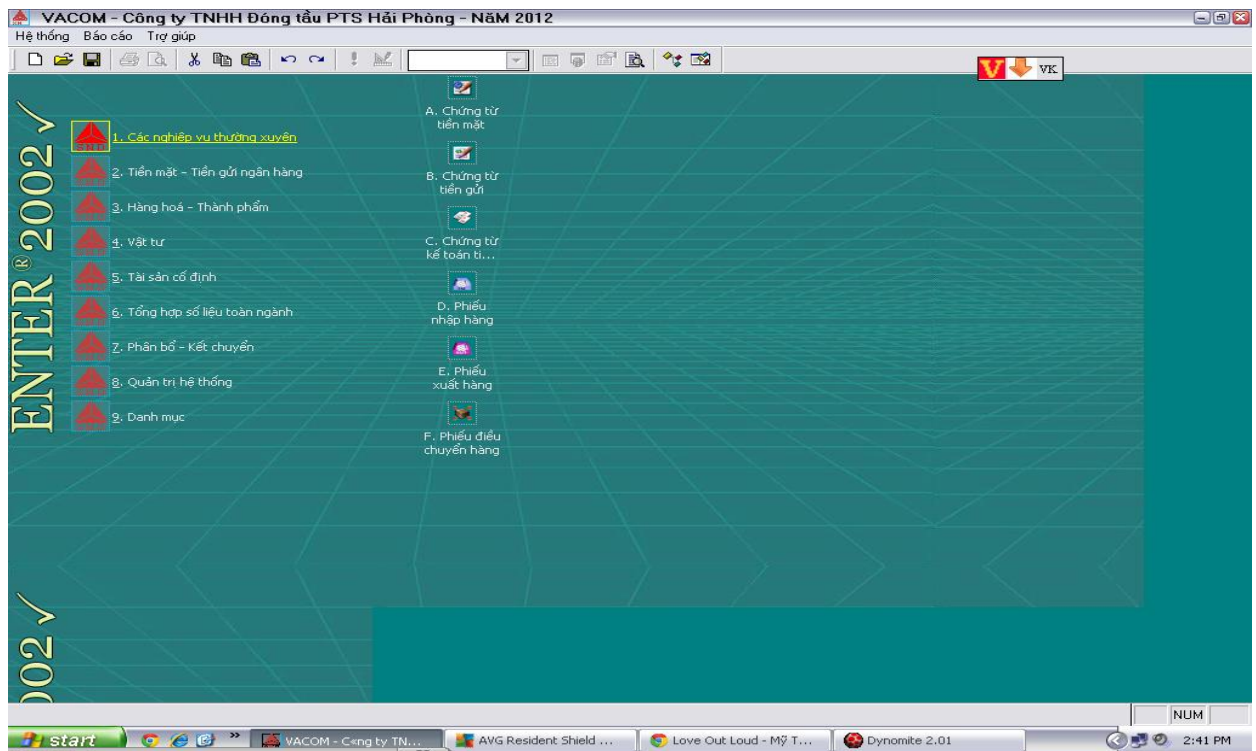 VACOM - Công ty TNHH Đóng tầu PTS Hải Phòng - NăM 2012
Hệ thống Báo cáo Trợ giúp
V VK
ENTER®2002 √
1. Các nghiệp vụ thường xuyên
2. Tiền mặt - Tiền gửi ngân hàng
3. Hàng hoá - Thành phẩm
4. Vật tư
5. Tài sản cố định
6. Tổng hợp số liệu toàn ngành
7. Phân bổ - Kết chuyển
8. Quản trị hệ thống
9. Danh mục
A. Chứng từ
tiền mặt
B. Chứng từ
tiền gửi
C. Chứng từ
kế toán ti...
D. Phiếu
nhập hàng
E. Phiếu
xuất hàng
F. Phiếu điều
chuyển hàng
002 √
NUM
start
VACOM - C«ng ty TN...
AVG Resident Shield ...
Love Out Loud - Mỹ T...
Dynomite 2.01
2:41 PM